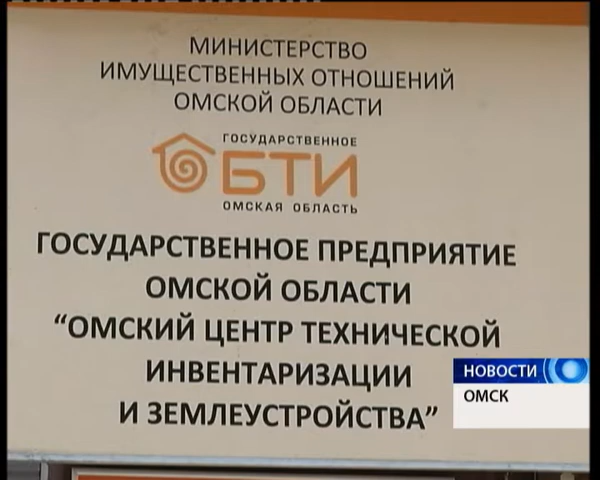 МИНИСТЕРСТВО
ИМУЩЕСТВЕННЫХ ОТНОШЕНИЙ
ОМСКОЙ ОБЛАСТИ
ГОСУДАРСТВЕННОЕ
БТИ
ОМСКАЯ ОБЛАСТЬ
ГОСУДАРСТВЕННОЕ ПРЕДПРИЯТИЕ
ОМСКОЙ ОБЛАСТИ
“ОМСКИЙ ЦЕНТР ТЕХНИЧЕСКОЙ
ИНВЕНТАРИЗАЦИИ
И ЗЕМЛЕУСТРОЙСТВА”
НОВОСТИ
ОМСК